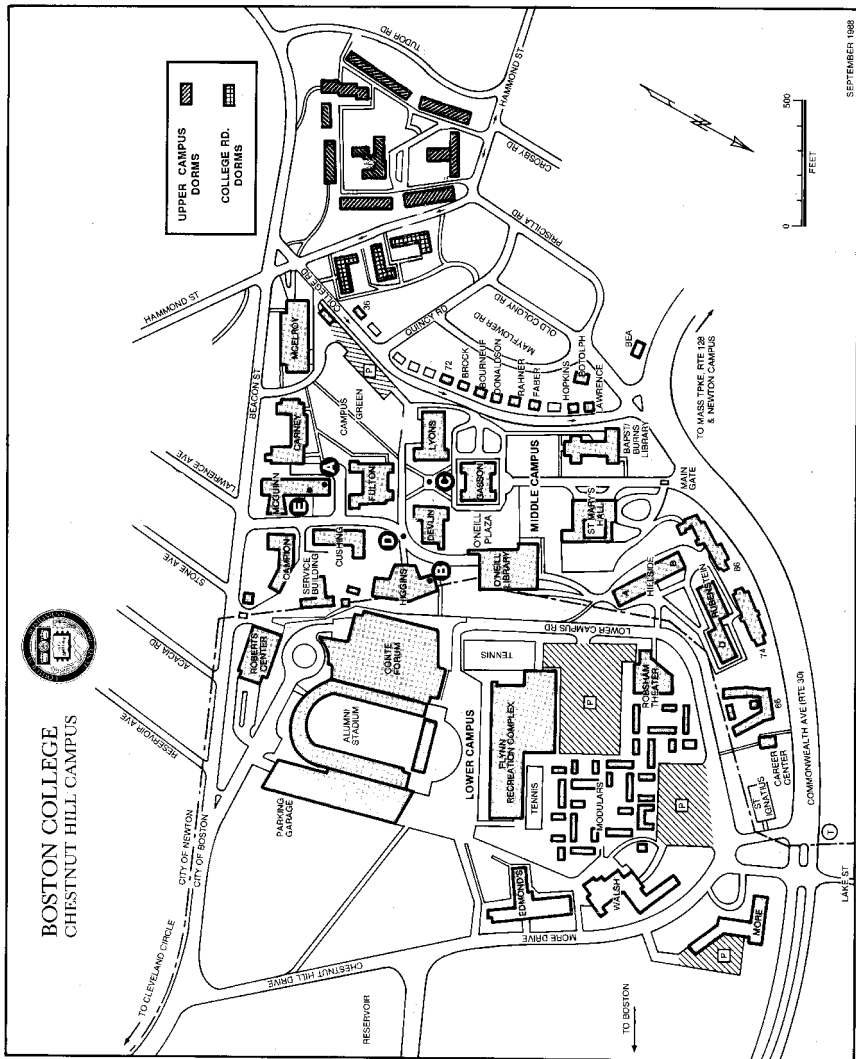 BOSTON COLLEGE
CHESTNUT HILL CAMPUS
UPPER CAMPUS
DORMS
COLLEGE RD.
DORMS
SEPTEMBER 1988
0
500
FEET
N
TO CLEVELAND CIRCLE
CITY OF NEWTON
CITY OF BOSTON
RESERVOIR AVE
ACACIA RD
STONE AVE
LAWRENCE AVE
BEACON ST
HAMMOND ST
TUDOR RD
HAMMOND ST
CROSBY RD
PRISCILLA RD
COLLEGE RD
36
QUINCY RD
MAYFLOWER RD
OLD COLONY RD
72
BROCK
BOURNEUF
DONALDSON
RAHNER
FABER
HOPKINS
BOTOLPH
LAWRENCE
BEA
TO MASS TPKE, RTE 128
& NEWTON CAMPUS
MCELROY
P
CARNEY
CAMPUS
GREEN
MCGUINN
E
A
FULTON
LYONS
C
GASSON
DEVLIN
O'NEILL
PLAZA
MIDDLE CAMPUS
BAPST/
BURNS
LIBRARY
MAIN
GATE
ST MARY'S
HALL
CAMPION
CUSHING
D
SERVICE
BUILDING
HIGGINS
B
O'NEILL
LIBRARY
HILLSIDE
A
B
RUBENSTEIN
D
86
74
66
ROBERTS
CENTER
CONTE
FORUM
ALUMNI
STADIUM
PARKING
GARAGE
LOWER CAMPUS RD
LOWER CAMPUS
TENNIS
FLYNN
RECREATION COMPLEX
TENNIS
P
ROBSHAM
THEATER
MODULARS
P
COMMONWEALTH AVE (RTE 30)
CAREER
CENTER
ST
IGNATIUS
T
LAKE ST
EDMOND'S
WALSH
MORE DRIVE
MORE
P
CHESTNUT HILL DRIVE
RESERVOIR
TO BOSTON